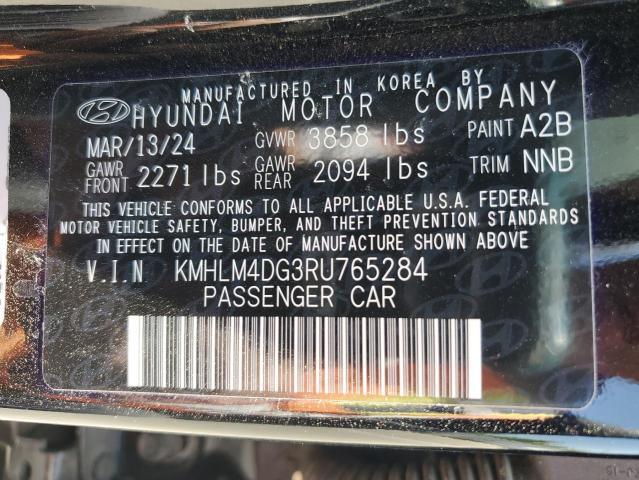 MANUFACTURED IN KOREA BY
HYUNDAI MOTOR COMPANY
MAR/13/24 GVWR 3858 lbs PAINT A2B
GAWR FRONT 2271 lbs GAWR REAR 2094 lbs TRIM NNB
THIS VEHICLE CONFORMS TO ALL APPLICABLE U.S.A. FEDERAL
MOTOR VEHICLE SAFETY, BUMPER, AND THEFT PREVENTION STANDARDS
IN EFFECT ON THE DATE OF MANUFACTURE SHOWN ABOVE
V.I.N KMHLM4DG3RU765284
PASSENGER CAR